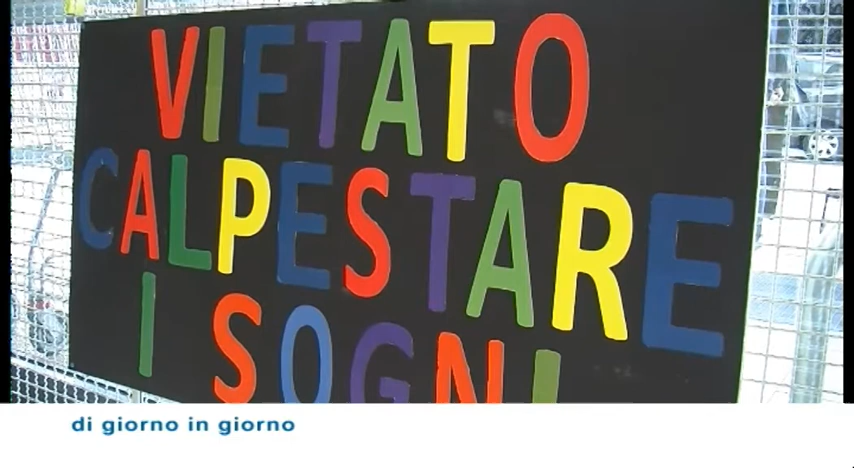 VIETATO
CALPESTARE
I SOGNI
di giorno in giorno